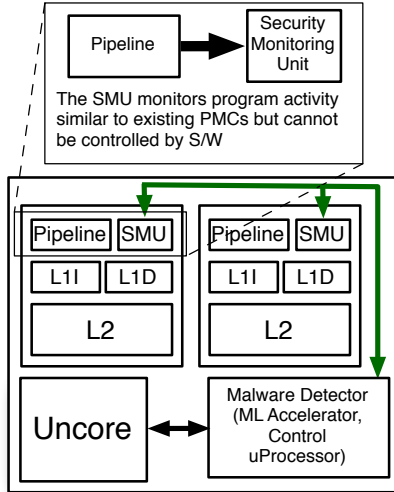 Pipeline
Security
Monitoring
Unit
The SMU monitors program activity
similar to existing PMCs but cannot
be controlled by S/W
Pipeline SMU
L1I L1D
L2
Pipeline SMU
L1I L1D
L2
Uncore
Malware Detector
(ML Accelerator,
Control
uProcessor)